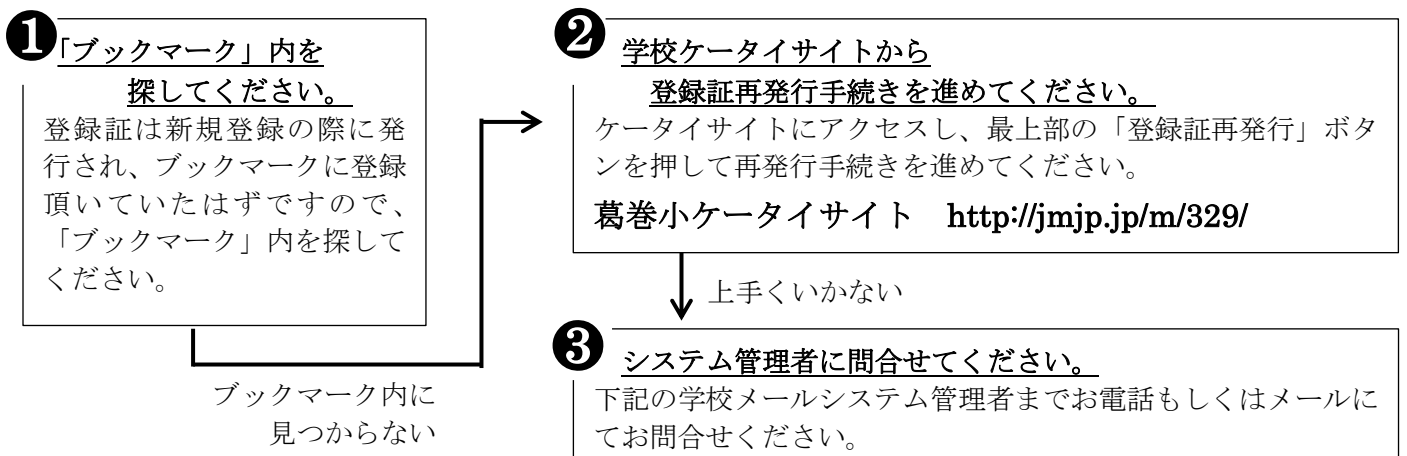 ❶「ブックマーク」内を
探してください。
登録証は新規登録の際に発
行され、ブックマークに登録
頂いていたはずですので、
「ブックマーク」内を探して
ください。
ブックマーク内に
見つからない
❷ 学校ケータイサイトから
登録証再発行手続きを進めてください。
ケータイサイトにアクセスし、最上部の「登録証再発行」ボタ
ンを押して再発行手続きを進めてください。
葛巻小ケータイサイト http://jmjp.jp/m/329/
上手くいかない
❸ システム管理者に問合せてください。
下記の学校メールシステム管理者までお電話もしくはメールに
てお問合せください。